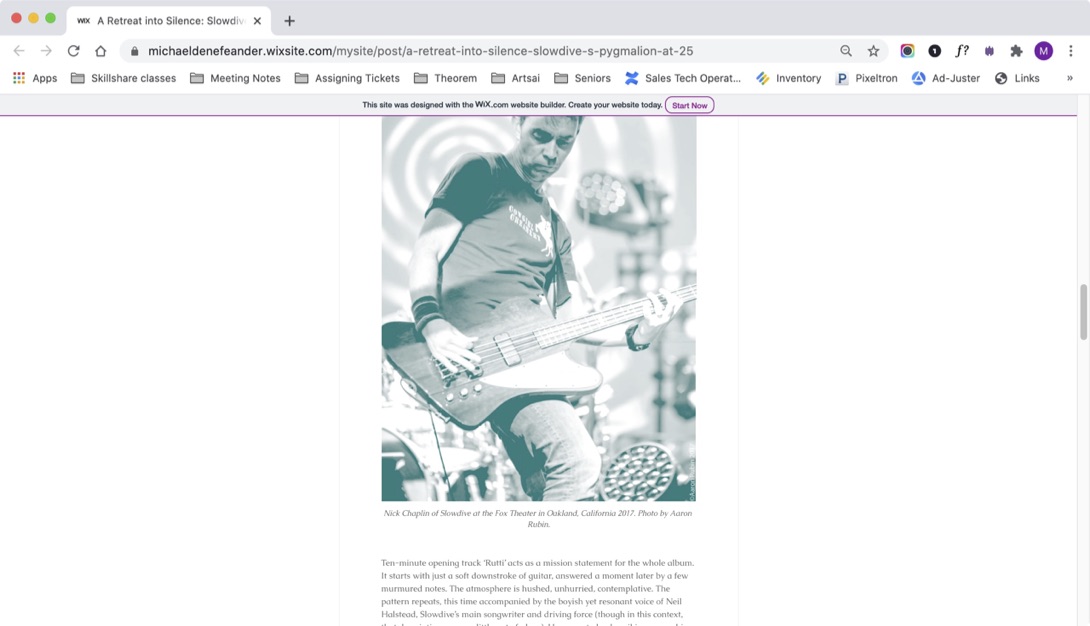 WiX A Retreat into Silence: Slowdiv
michaeldenefeander.wixsite.com/mysite/post/a-retreat-into-silence-slowdive-s-pygmalion-at-25
1 f? M
Apps Skillshare classes Meeting Notes Assigning Tickets Theorem Artsai Seniors Sales Tech Operat... Inventory P Pixeltron Ad-Juster Links »
This site was designed with the WiX.com website builder. Create your website today. Start Now
Nick Chaplin of Slowdive at the Fox Theater in Oakland, California 2017. Photo by Aaron
Rubin.
Ten-minute opening track 'Rutti' acts as a mission statement for the whole album.
It starts with just a soft downstroke of guitar, answered a moment later by a few
murmured notes. The atmosphere is hushed, unhurried, contemplative. The
pattern repeats, this time accompanied by the boyish yet resonant voice of Neil
Halstead, Slowdive's main songwriter and driving force (though in this context,